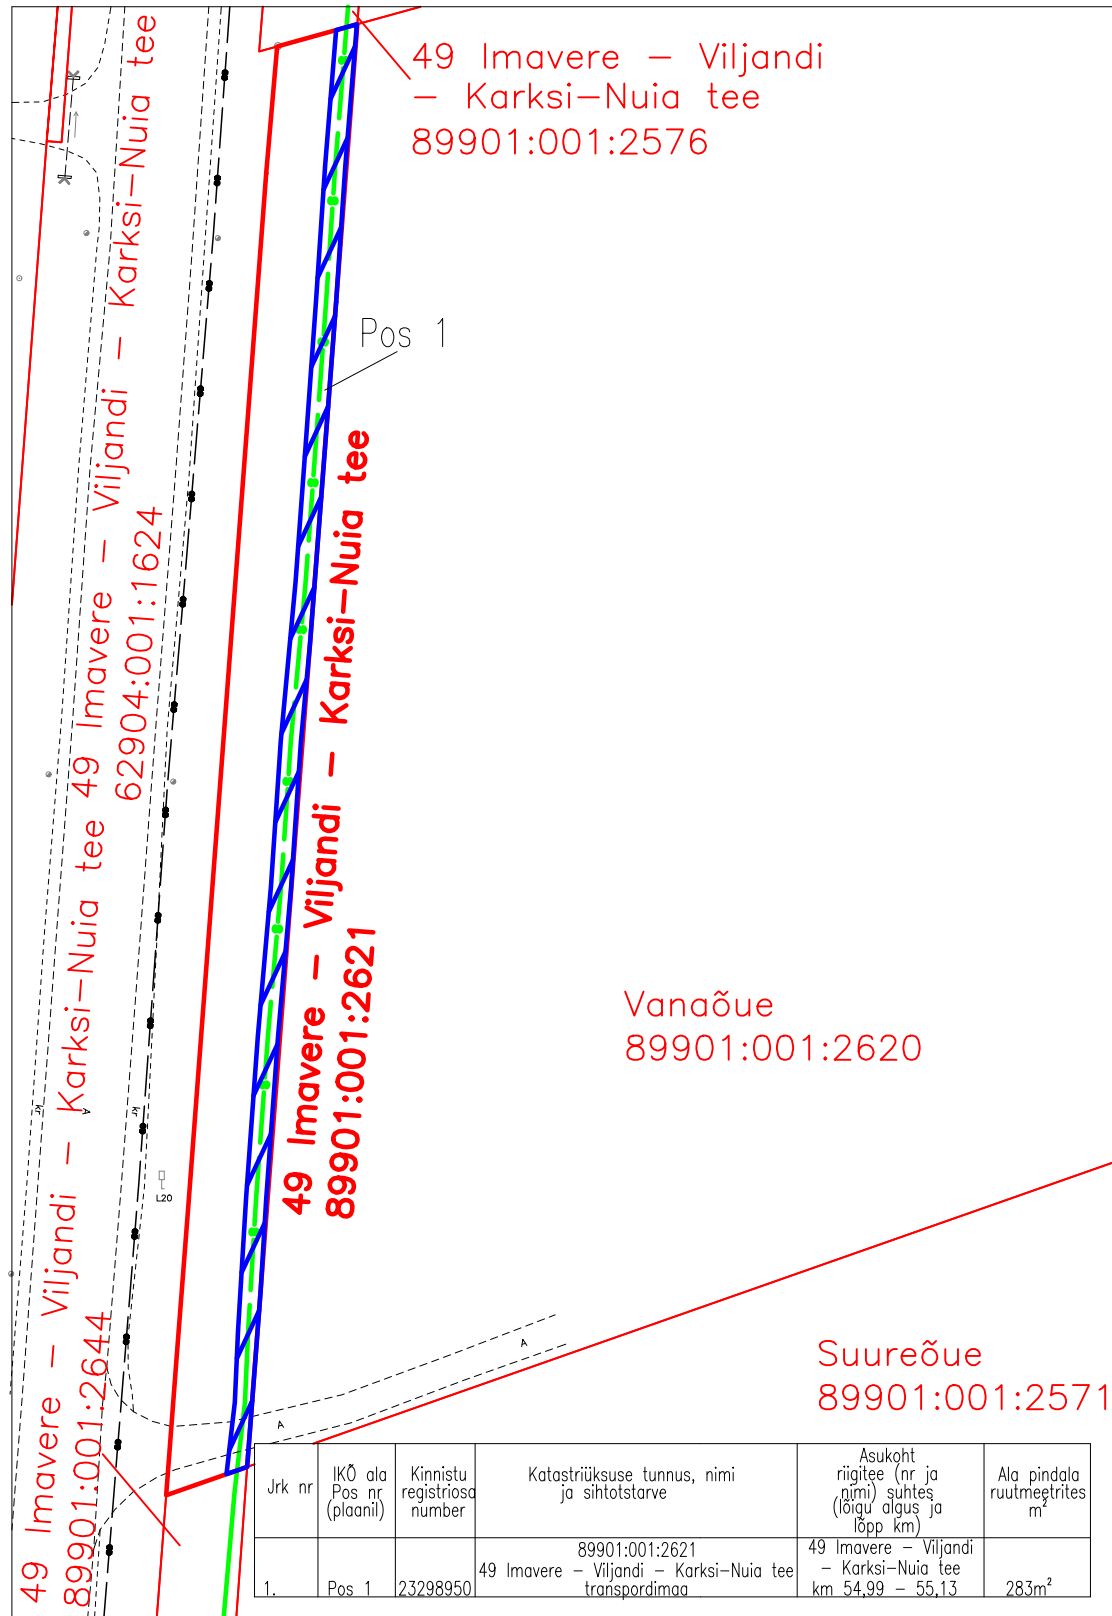 49 Imavere – Viljandi
– Karksi–Nuia tee
89901:001:2576
49 Imavere – Viljandi – Karksi–Nuia tee
62904:001:1624
Pos 1
49 Imavere – Viljandi – Karksi–Nuia tee
89901:001:2621
Vanaõue
89901:001:2620
49 Imavere – Viljandi – Karksi–Nuia tee
89901:001:2644
kr
A
kr
L20
A
A
Suureõue
89901:001:2571
Jrk nr
IKÕ ala
Pos nr
(plaanil)
Kinnistu
registriosa
number
Katastriüksuse tunnus, nimi
ja sihtotstarve
Asukoht
riigitee (nr ja
nimi) suhtes
(lõigu algus ja
lõpp km)
Ala pindala
ruutmeetrites
m²
1.
Pos 1
23298950
89901:001:2621
49 Imavere – Viljandi – Karksi–Nuia tee
transpordimaa
49 Imavere – Viljandi
– Karksi–Nuia tee
km 54,99 – 55,13
283m²